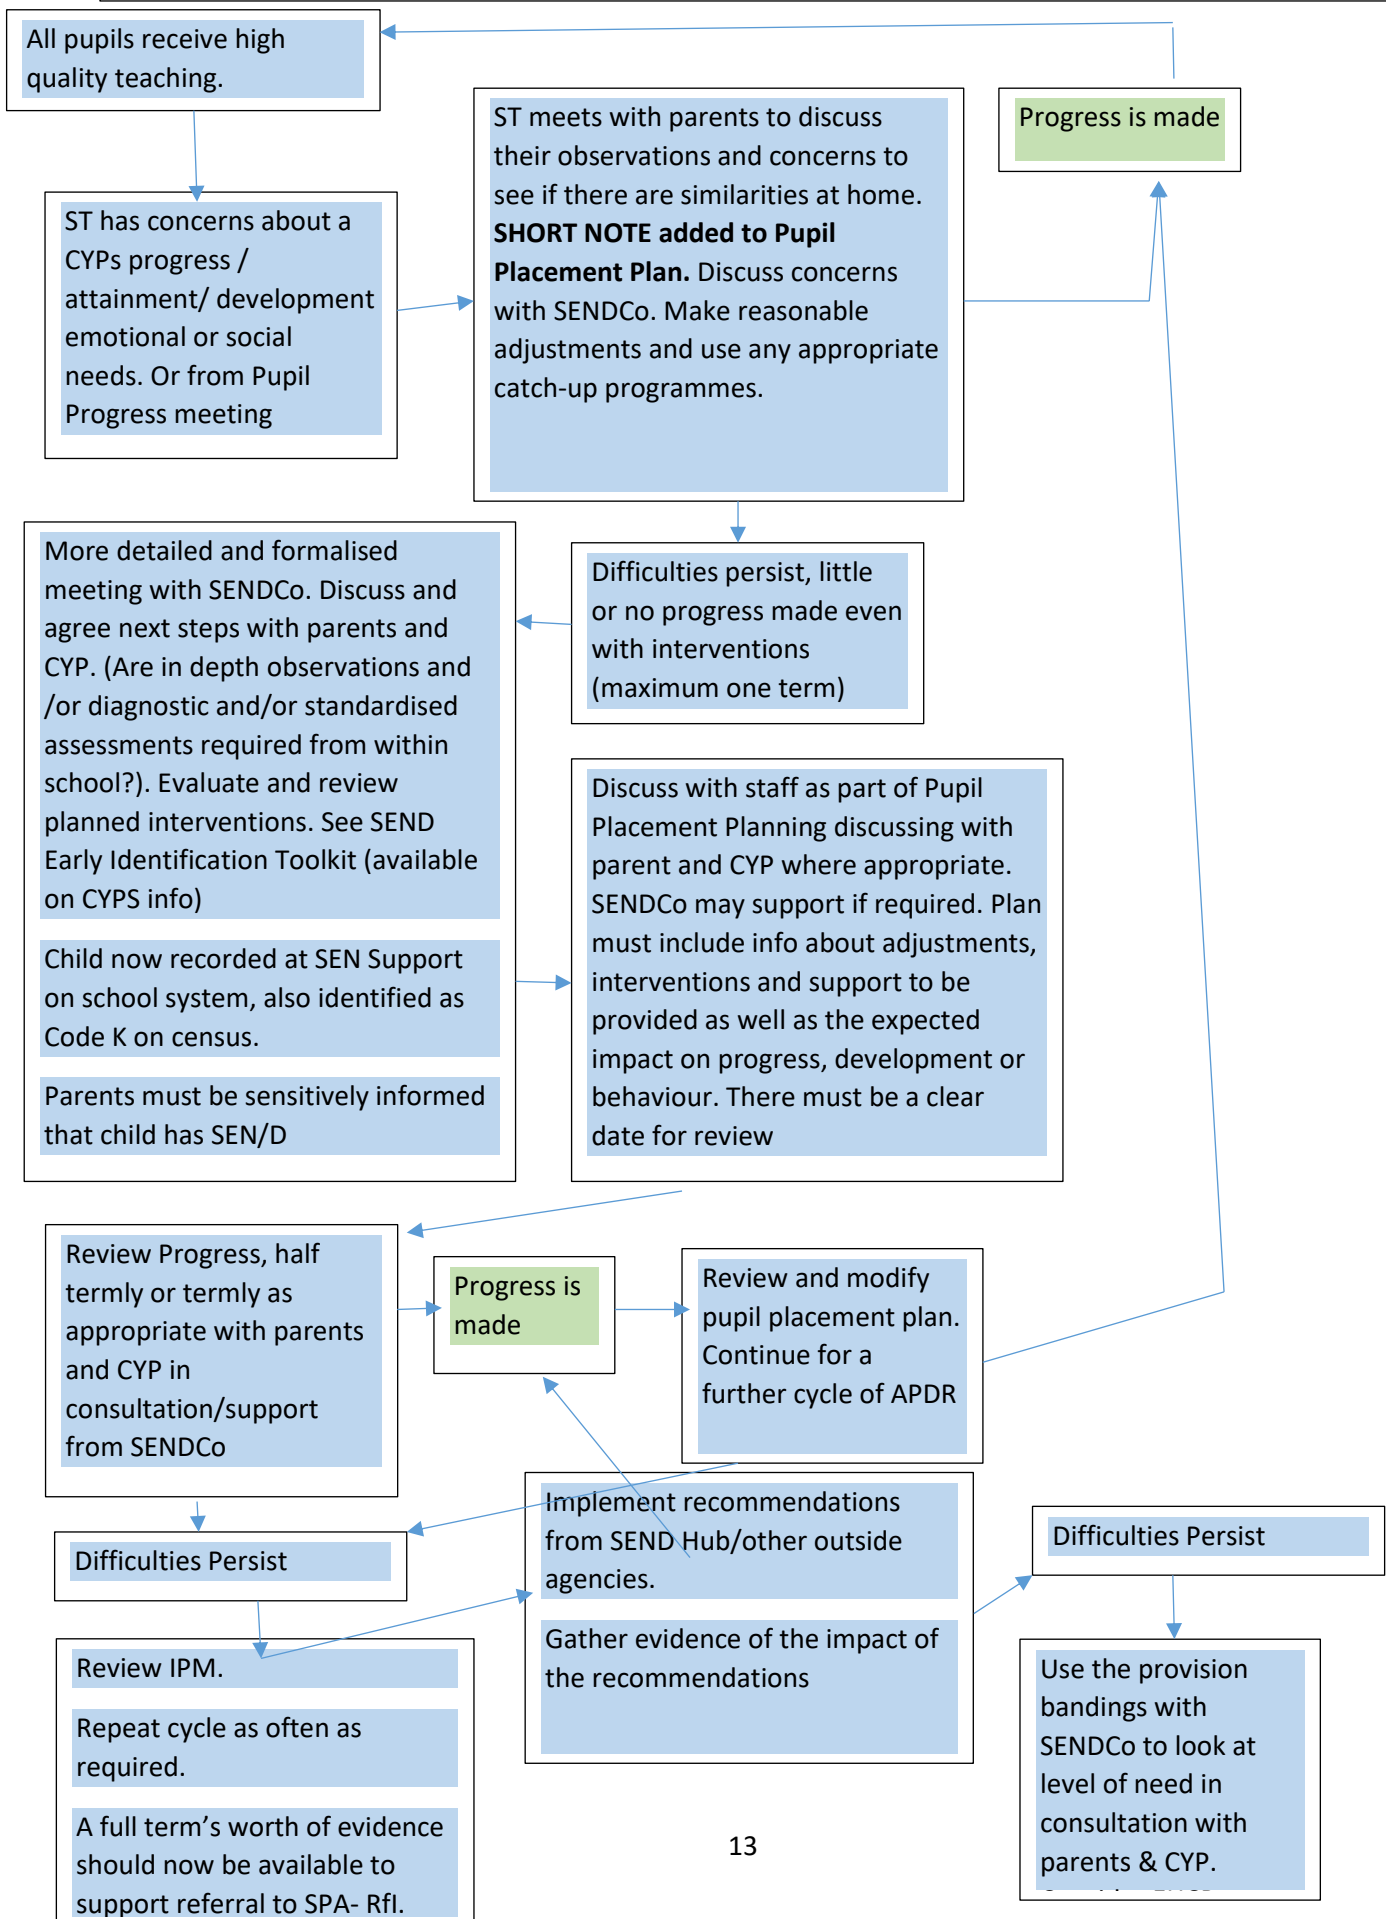 All pupils receive high
quality teaching.
Progress is made
ST meets with parents to discuss
their observations and concerns to
see if there are similarities at home.
SHORT NOTE added to Pupil
Placement Plan. Discuss concerns
with SENDCo. Make reasonable
adjustments and use any appropriate
catch-up programmes.
ST has concerns about a
CYPs progress /
attainment/ development
emotional or social
needs. Or from Pupil
Progress meeting
Difficulties persist, little
or no progress made even
with interventions
(maximum one term)
More detailed and formalised
meeting with SENDCo. Discuss and
agree next steps with parents and
CYP. (Are in depth observations and
/or diagnostic and/or standardised
assessments required from within
school?). Evaluate and review
planned interventions. See SEND
Early Identification Toolkit (available
on CYPS info)
Child now recorded at SEN Support
on school system, also identified as
Code K on census.
Parents must be sensitively informed
that child has SEN/D
Discuss with staff as part of Pupil
Placement Planning discussing with
parent and CYP where appropriate.
SENDCo may support if required. Plan
must include info about adjustments,
interventions and support to be
provided as well as the expected
impact on progress, development or
behaviour. There must be a clear
date for review
Review Progress, half
termly or termly as
appropriate with parents
and CYP in
consultation/support
from SENDCo
Progress is
made
Review and modify
pupil placement plan.
Continue for a
further cycle of APDR
Difficulties Persist
Implement recommendations
from SEND Hub/other outside
agencies.
Gather evidence of the impact of
the recommendations
Difficulties Persist
Review IPM.
Repeat cycle as often as
required.
A full term’s worth of evidence
should now be available to
support referral to SPA- RfI.
Use the provision
bandings with
SENDCo to look at
level of need in
consultation with
parents & CYP.
13